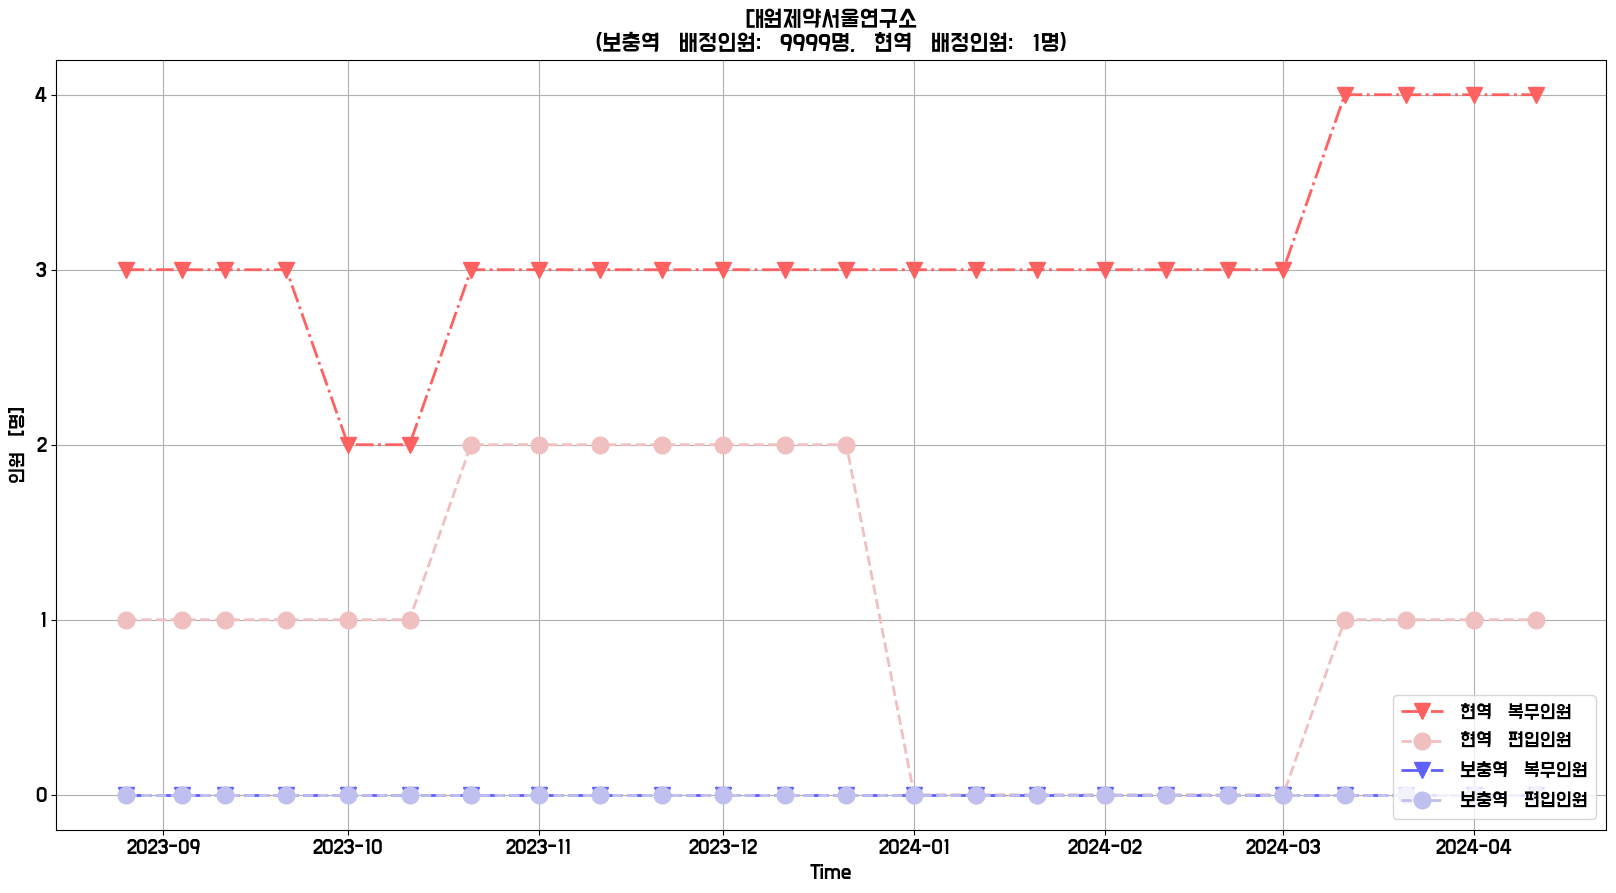 대원제약서울연구소
(보충역 배정인원: 9999명, 현역 배정인원: 1명)
인원 [명]
4
3
2
1
0
현역 복무인원
현역 편입인원
보충역 복무인원
보충역 편입인원
2023-09
2023-10
2023-11
2023-12
2024-01
2024-02
2024-03
2024-04
Time